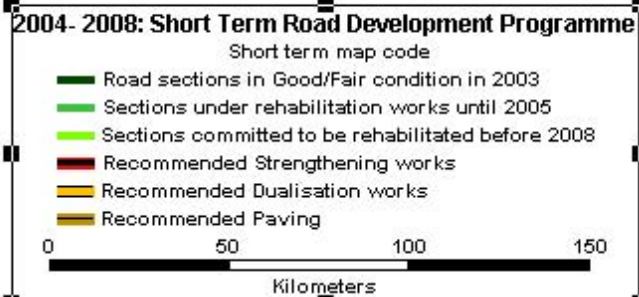 2004- 2008: Short Term Road Development Programme
Short term map code
Road sections in Good/Fair condition in 2003
Sections under rehabilitation works until 2005
Sections committed to be rehabilitated before 2008
Recommended Strengthening works
Recommended Dualisation works
Recommended Paving
0 50 100 150
Kilometers